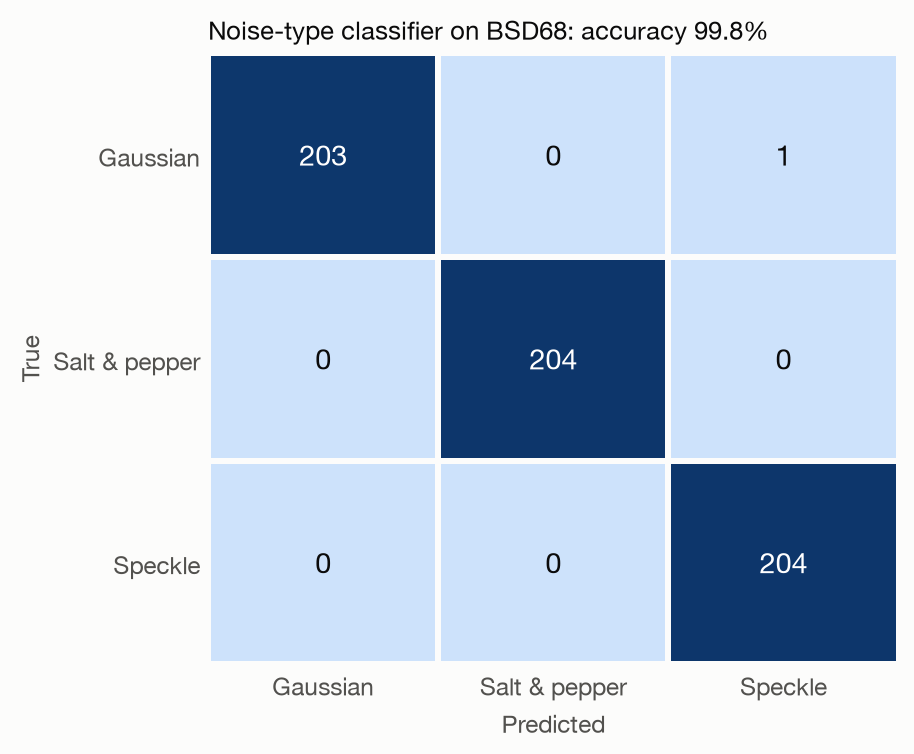 Noise-type classifier on BSD68: accuracy 99.8%
Gaussian 203 0 1
True
Salt & pepper 0 204 0
Speckle 0 0 204
Gaussian Salt & pepper Speckle
Predicted